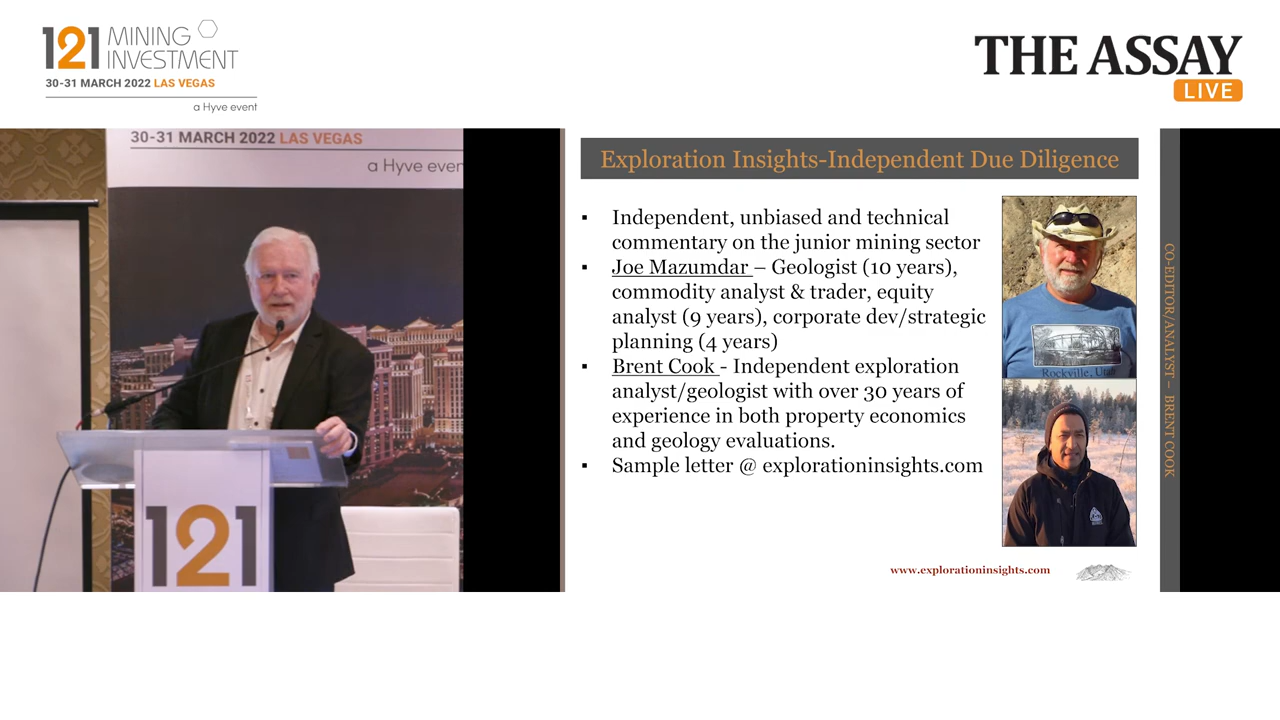 121 MINING
INVESTMENT
30-31 MARCH 2022 LAS VEGAS
a Hyve event
THE ASSAY
LIVE
30-31 MARCH 2022 LAS VEGAS
a Hyve even
121
Exploration Insights-Independent Due Diligence
▪ Independent, unbiased and technical
commentary on the junior mining sector
▪ Joe Mazumdar – Geologist (10 years),
commodity analyst & trader, equity
analyst (9 years), corporate dev/strategic
planning (4 years)
▪ Brent Cook - Independent exploration
analyst/geologist with over 30 years of
experience in both property economics
and geology evaluations.
▪ Sample letter @ explorationinsights.com
Rockville, Utah
www.explorationinsights.com
CO-EDITOR/ANALYST – BRENT COOK